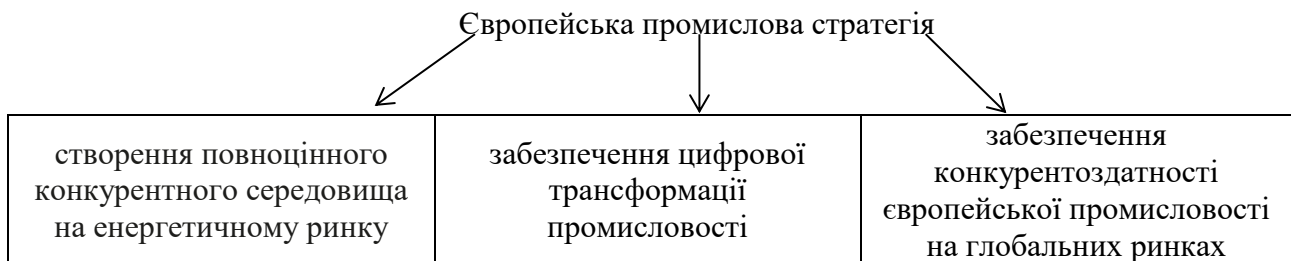 Європейська промислова стратегія
створення повноцінного
конкурентного середовища
на енергетичному ринку
забезпечення цифрової
трансформації
промисловості
забезпечення
конкурентоздатності
європейської промисловості
на глобальних ринках